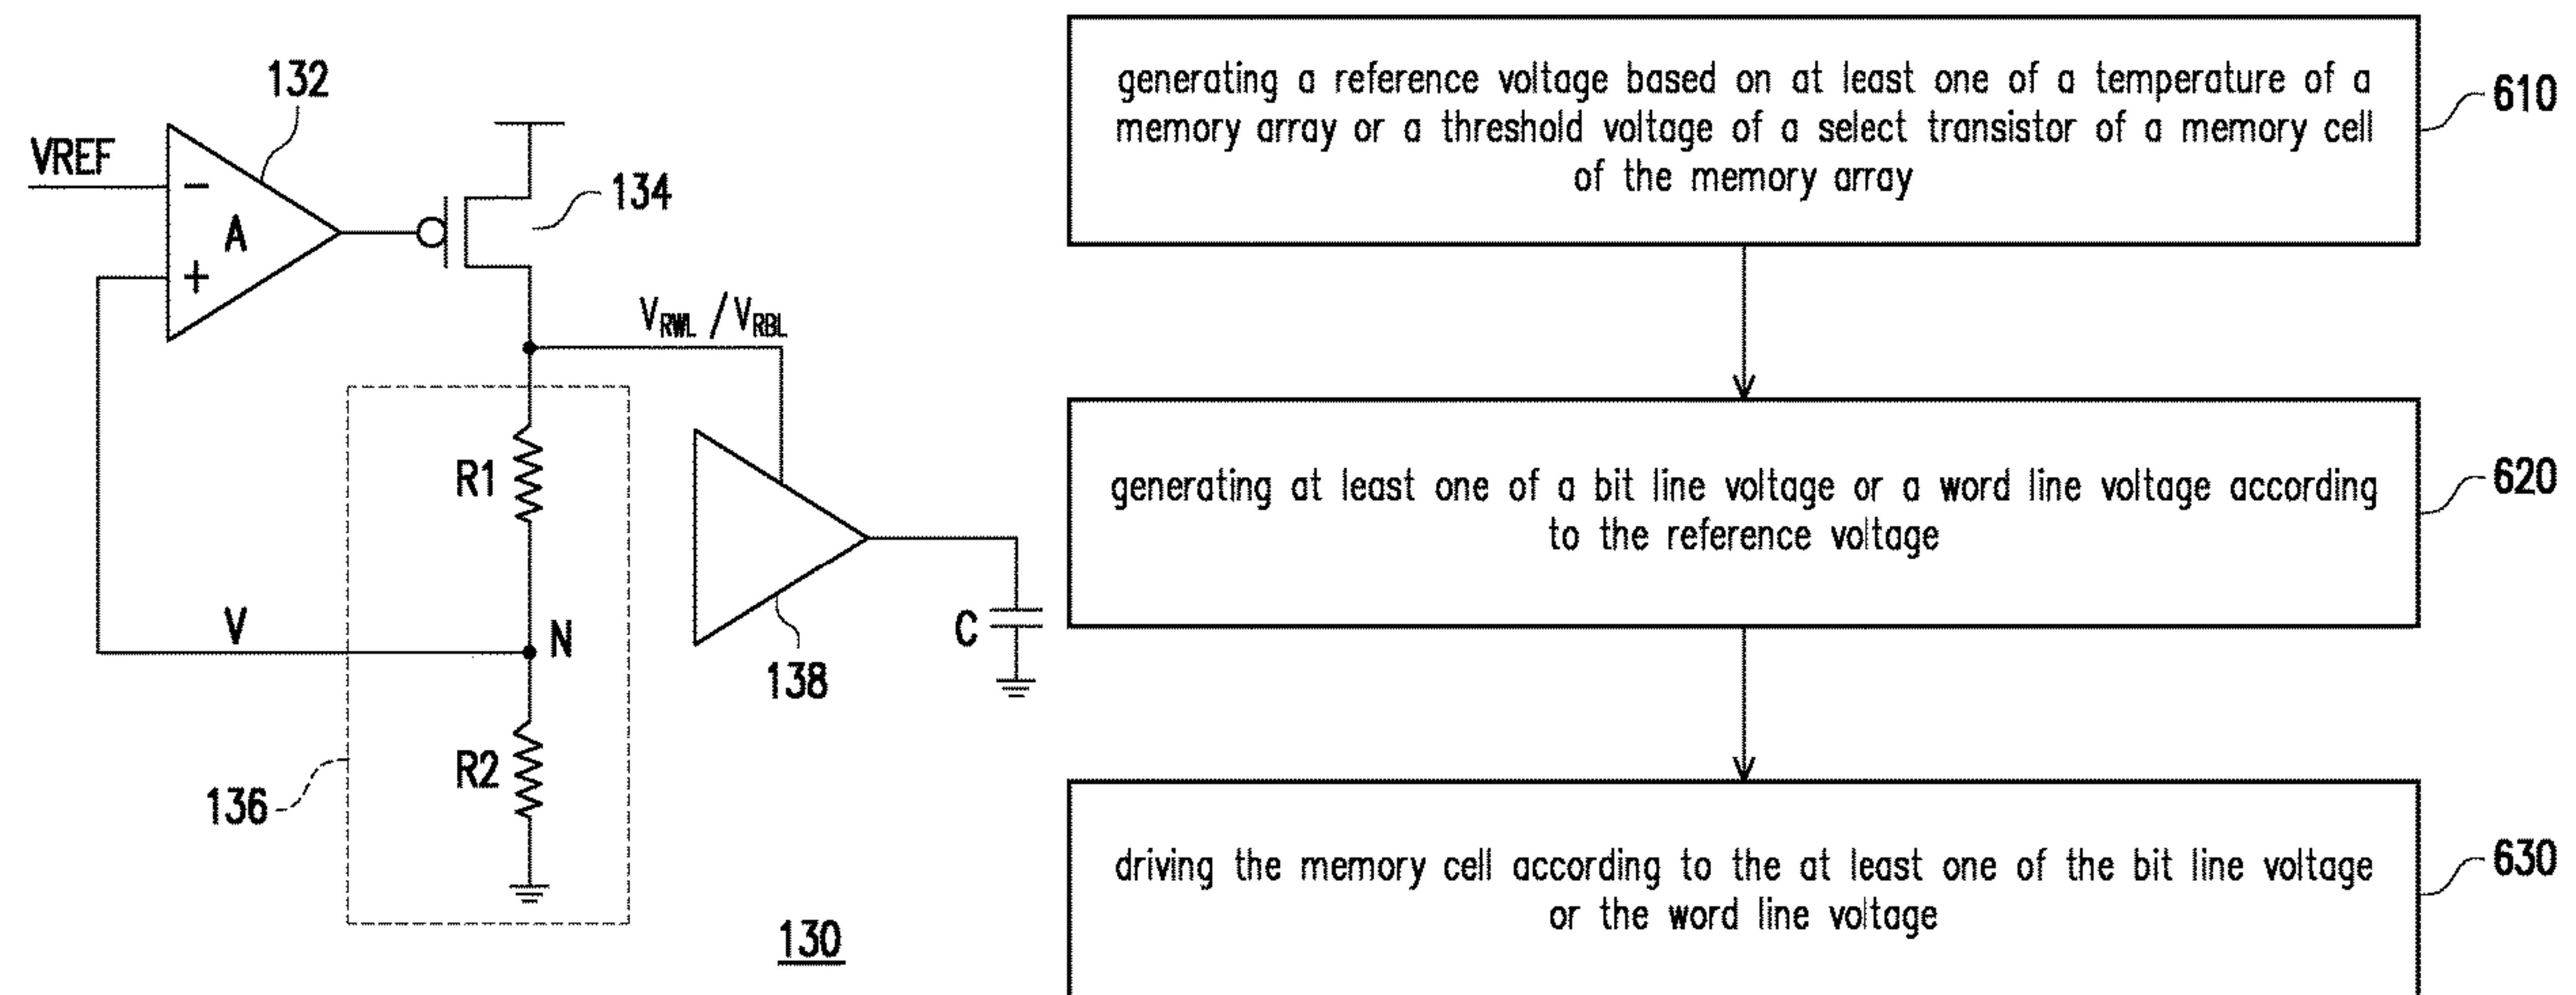 132
VREF
−
A
+
134
V_RWL / V_RBL
R1
V
N
R2
136
138
C
130
generating a reference voltage based on at least one of a temperature of a
memory array or a threshold voltage of a select transistor of a memory cell
of the memory array
610
generating at least one of a bit line voltage or a word line voltage according
to the reference voltage
620
driving the memory cell according to the at least one of the bit line voltage
or the word line voltage
630